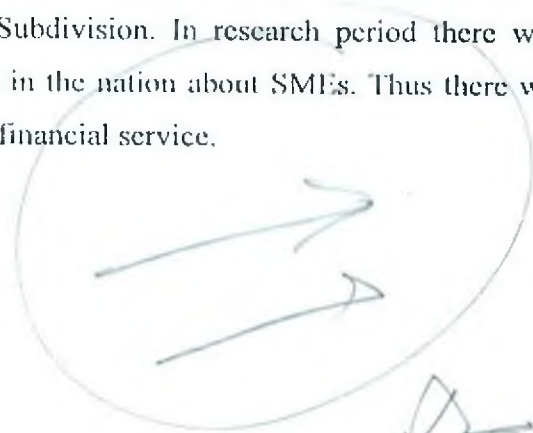 Subdivision. In research period there w
in the nation about SMEs. Thus there w
financial service.